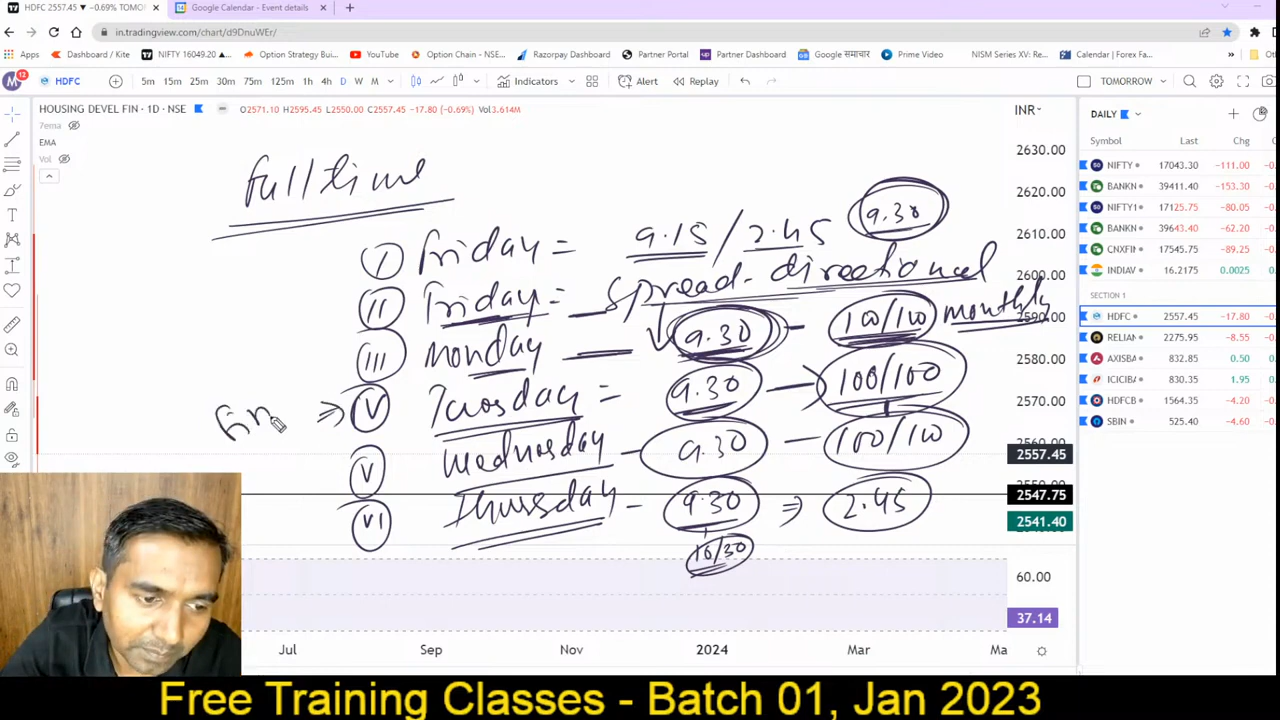 HDFC 2557.45 ▼ −0.69% TOMO
Google Calendar - Event details
in.tradingview.com/chart/d9DnuWEr/
Apps Dashboard / Kite NIFTY 16049.20 ▲ Option Strategy Bui YouTube Option Chain - NSE... Razorpay Dashboard Partner Portal Partner Dashboard Google समाचार Prime Video NISM Series XV: Re Calendar | Forex Fa
M 12 HDFC 5m 15m 25m 30m 75m 125m 1h 4h D W M Indicators Alert Replay TOMORROW
HOUSING DEVEL FIN · 1D · NSE O2571.10 H2595.45 L2550.00 C2557.45 −17.80 (−0.69%) Vol3.614M
7ema
EMA
Vol
INR
Full time
I Friday = 9.15 / 2.45 9.30
II Friday = Spread - directional
III monday — 9.30 - 100/100 monthly
Fin ⇒ V Tuesday = 9.30 — 100/100
V Wednesday - 9.30 - 100/100
VI Thursday - 9.30 ⇒ 2.45
10/30
2630.00
2620.00
2610.00
2600.00
2590.00
2580.00
2570.00
2560.00
2557.45
2547.75
2541.40
60.00
37.14
Jul Sep Nov 2024 Mar Ma
DAILY
Symbol Last Chg
NIFTY 17043.30 −111.00
BANKN 39411.40 −153.30
NIFTY1 17125.75 −80.05
BANKN 39643.40 −62.20
CNXFIN 17545.75 −89.25
INDIAV 16.2175 0.0025
SECTION 1
HDFC 2557.45 −17.80
RELIAN 2275.95 −8.55
AXISBA 832.85 0.50
ICICIBA 830.35 1.95
HDFCB 1564.35 −4.20
SBIN 525.40 −4.60
Free Training Classes - Batch 01, Jan 2023